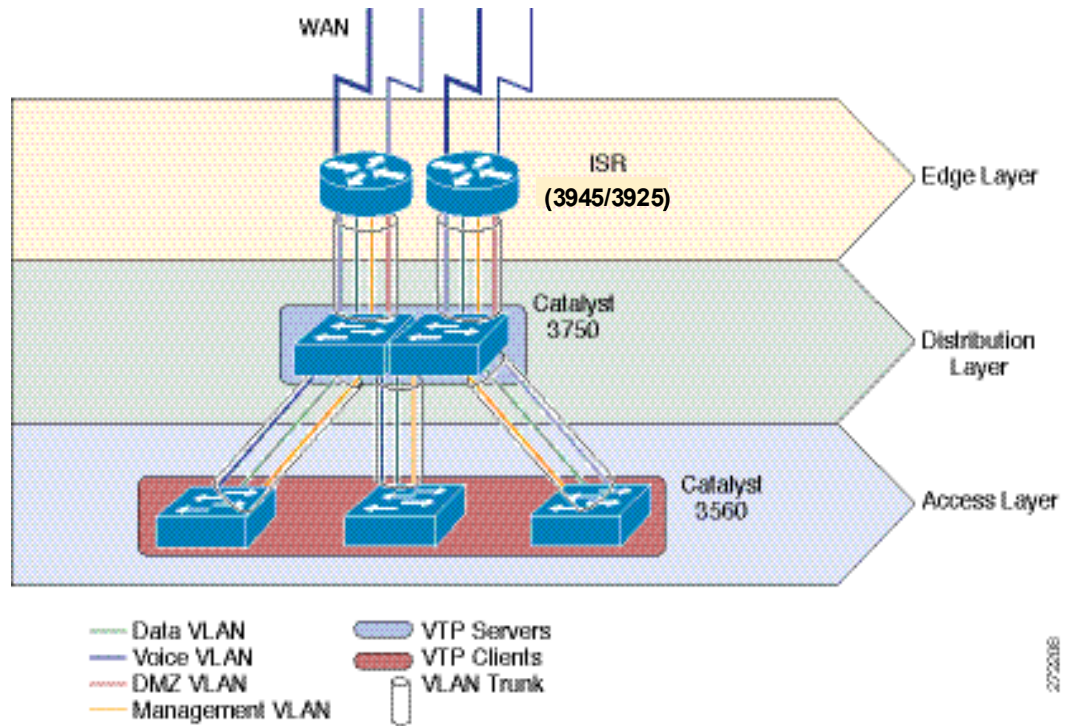 WAN
ISR
(3945/3925)
Edge Layer
Catalyst
3750
Distribution
Layer
Catalyst
3560
Access Layer
Data VLAN
Voice VLAN
DMZ VLAN
Management VLAN
VTP Servers
VTP Clients
VLAN Trunk
272208